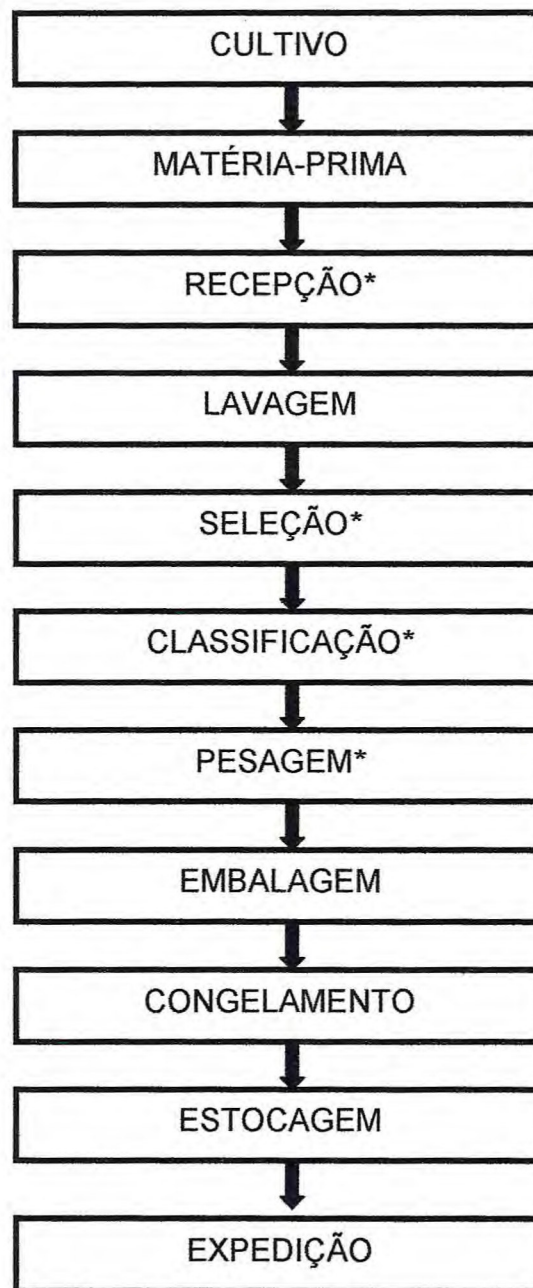 CULTIVO
MATÉRIA-PRIMA
RECEPÇÃO*
LAVAGEM
SELEÇÃO*
CLASSIFICAÇÃO*
PESAGEM*
EMBALAGEM
CONGELAMENTO
ESTOCAGEM
EXPEDIÇÃO